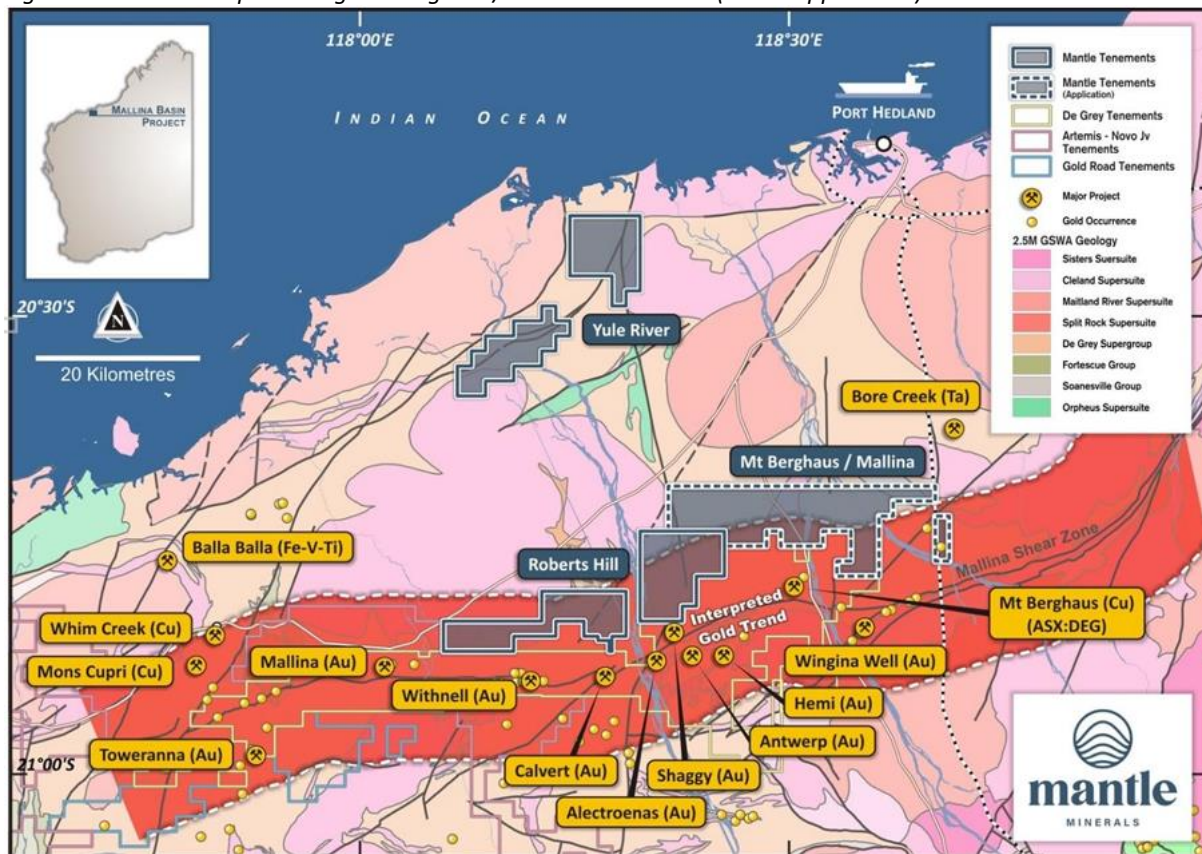 118°00'E
118°30'E
MALLINA BASIN
PROJECT
INDIAN OCEAN
PORT HEDLAND
20°30'S
N
20 Kilometres
Yule River
Bore Creek (Ta)
Mt Berghaus / Mallina
Balla Balla (Fe-V-Ti)
Roberts Hill
Mallina Shear Zone
Interpreted
Gold Trend
Mt Berghaus (Cu)
(ASX:DEG)
Whim Creek (Cu)
Mons Cupri (Cu)
Mallina (Au)
Withnell (Au)
Wingina Well (Au)
Hemi (Au)
Antwerp (Au)
Toweranna (Au)
Calvert (Au)
Shaggy (Au)
Alectroenas (Au)
21°00'S
Mantle Tenements
Mantle Tenements
(Application)
De Grey Tenements
Artemis - Novo Jv
Tenements
Gold Road Tenements
Major Project
Gold Occurrence
2.5M GSWA Geology
Sisters Suersuite
Cleland Supersuite
Maitland River Supersuite
Split Rock Supersuite
De Grey Supergroup
Fortescue Group
Soanesville Group
Orpheus Supersuite
mantle
MINERALS